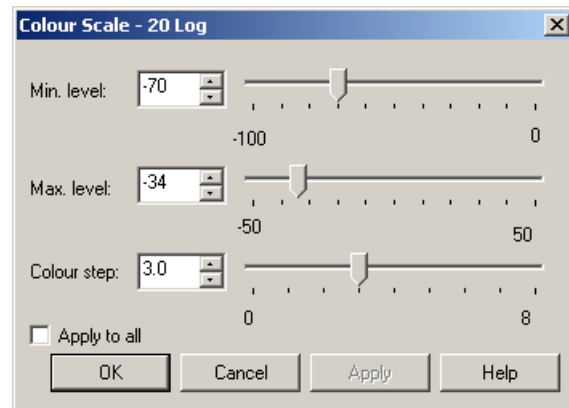 Colour Scale - 20 Log
Min. level: -70
-100 0
Max. level: -34
-50 50
Colour step: 3.0
0 8
Apply to all
OK Cancel Apply Help